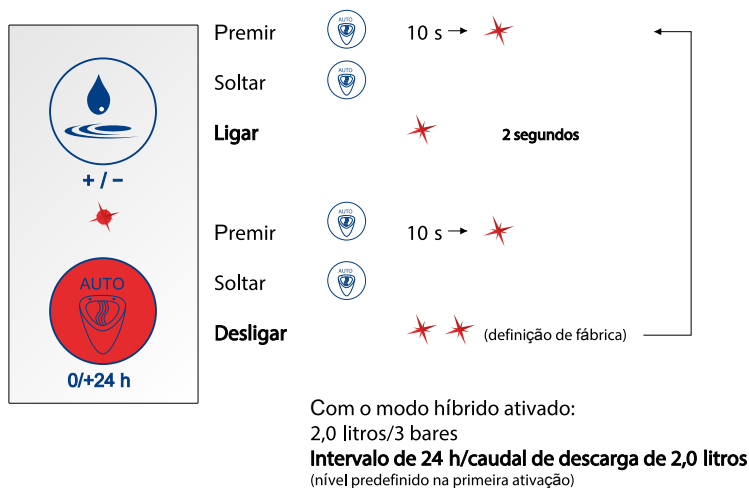 Premir AUTO 10 s →
Soltar AUTO
Ligar 2 segundos
+ / −
Premir AUTO 10 s →
Soltar AUTO
AUTO
Desligar (definição de fábrica)
0/+24 h
Com o modo híbrido ativado:
2,0 litros/3 bares
Intervalo de 24 h/caudal de descarga de 2,0 litros
(nível predefinido na primeira ativação)